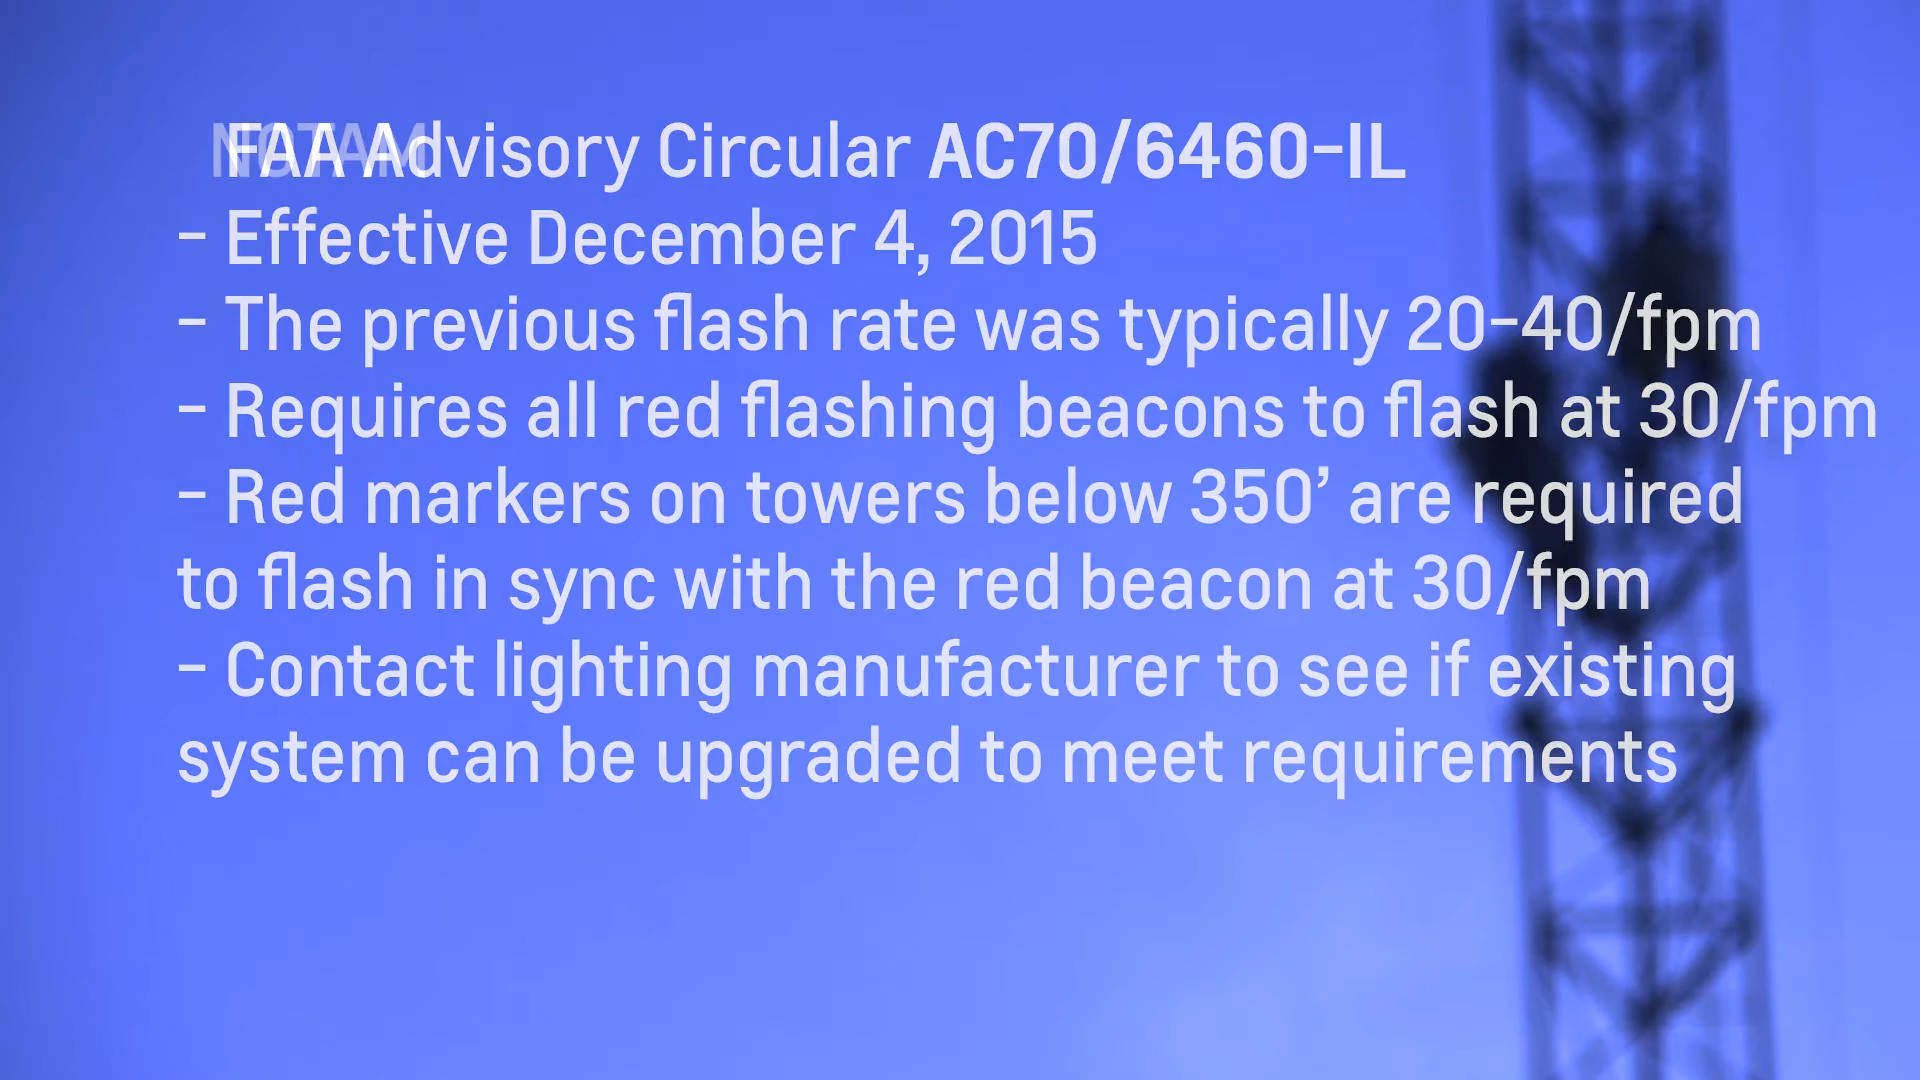 NOTAM
FAA Advisory Circular AC70/6460-IL
- Effective December 4, 2015
- The previous flash rate was typically 20-40/fpm
- Requires all red flashing beacons to flash at 30/fpm
- Red markers on towers below 350’ are required
to flash in sync with the red beacon at 30/fpm
- Contact lighting manufacturer to see if existing
system can be upgraded to meet requirements